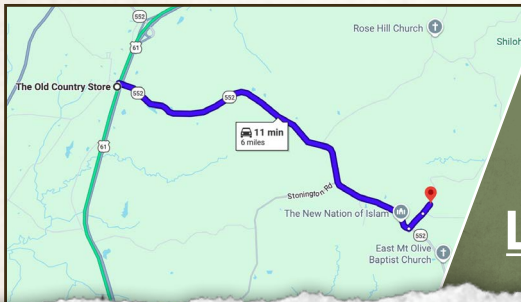 552
61
Rose Hill Church
Shiloh
The Old Country Store
552
552
11 min
6 miles
61
Stonington Rd
The New Nation of Islam
552
East Mt Olive
Baptist Church
L